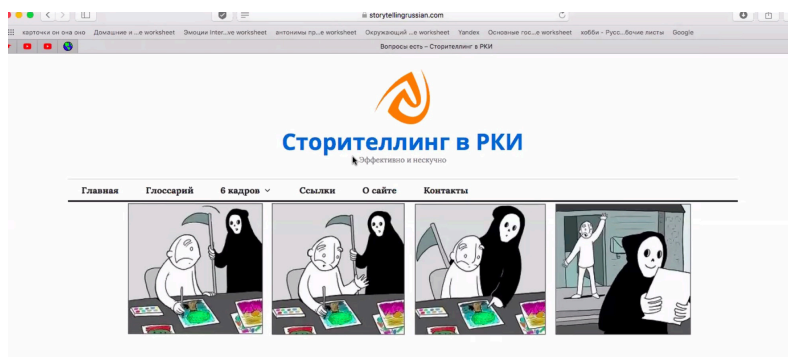 storytellingrussian.com
карточки он она оно Домашние и...е worksheet Эмоции Inter...ve worksheet антонимы пр...е worksheet Окружающий ...е worksheet Yandex Основные гос...е worksheet хобби – Русс...бочие листы Google
Вопросы есть – Сторителлинг в РКИ
Сторителлинг в РКИ
Эффективно и нескучно
Главная Глоссарий 6 кадров Ссылки О сайте Контакты